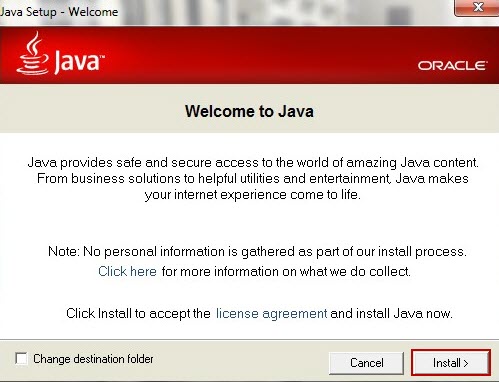 Java Setup - Welcome
Java™
ORACLE
Welcome to Java
Java provides safe and secure access to the world of amazing Java content.
From business solutions to helpful utilities and entertainment, Java makes
your internet experience come to life.
Note: No personal information is gathered as part of our install process.
Click here for more information on what we do collect.
Click Install to accept the license agreement and install Java now.
Change destination folder
Cancel
Install >